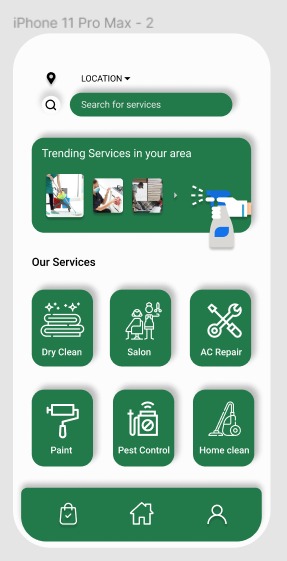 iPhone 11 Pro Max - 2
LOCATION
Search for services
Trending Services in your area
Our Services
Dry Clean
Salon
AC Repair
Paint
Pest Control
Home clean